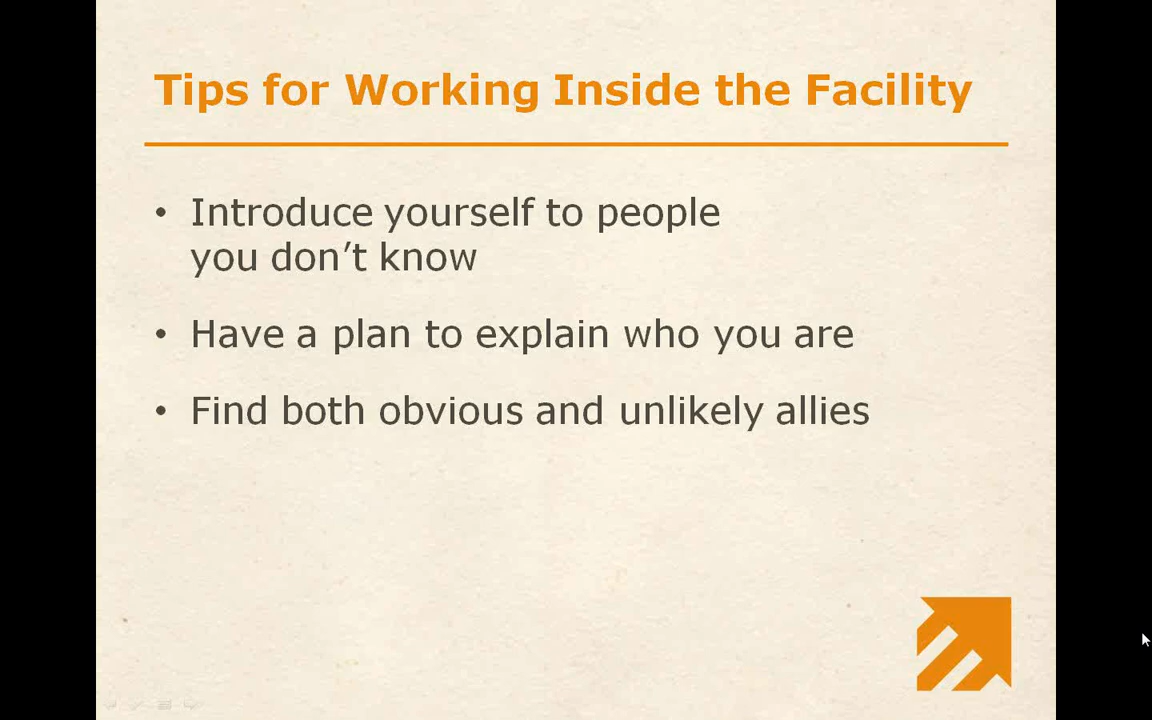 Tips for Working Inside the Facility
• Introduce yourself to people
you don’t know
• Have a plan to explain who you are
• Find both obvious and unlikely allies